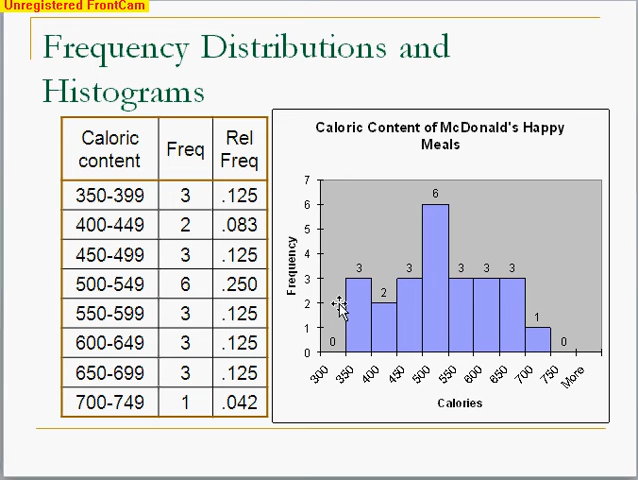 Unregistered FrontCam
Frequency Distributions and
Histograms
Caloric content Freq Rel Freq
350-399 3 .125
400-449 2 .083
450-499 3 .125
500-549 6 .250
550-599 3 .125
600-649 3 .125
650-699 3 .125
700-749 1 .042
Caloric Content of McDonald's Happy
Meals
Frequency
7
6
5
4
3
2
1
0
0 3 2 3 6 3 3 3 1 0
300 350 400 450 500 550 600 650 700 750 More
Calories